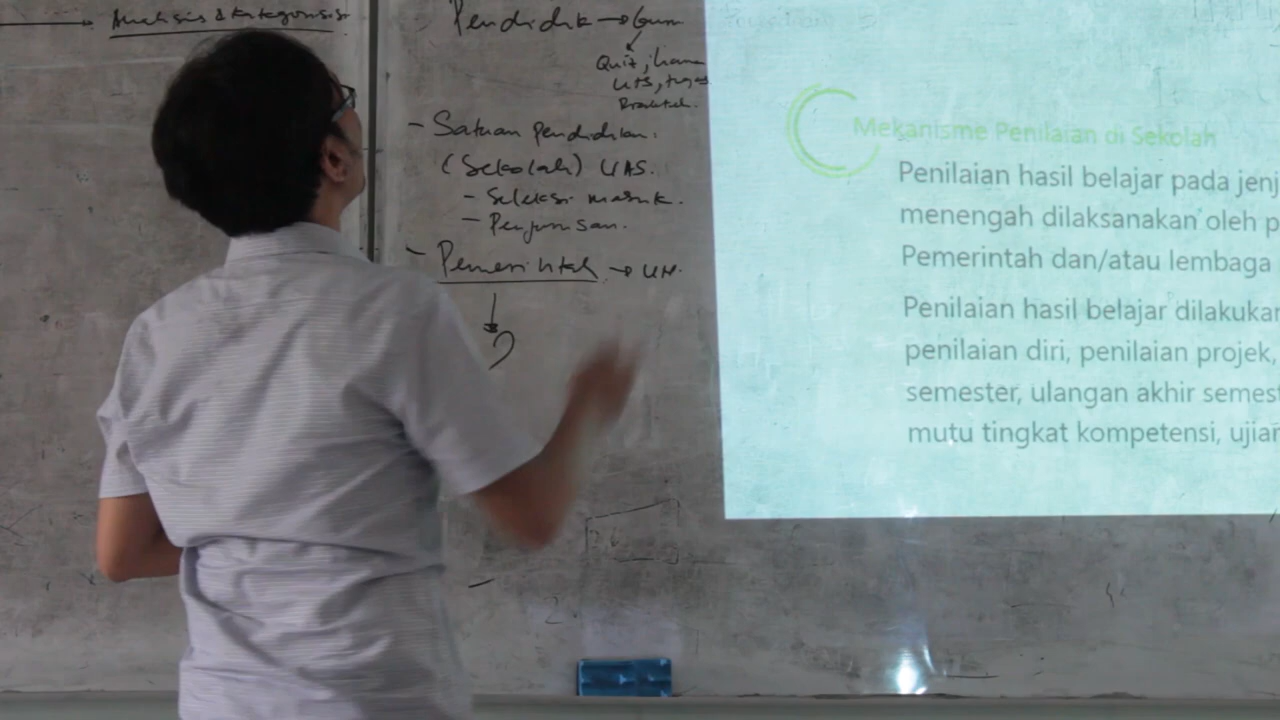 Analisis & Kategorisasi
Pendidik → Guru
Quiz,
UTS, tugas
Praktek.
- Satuan Pendidikan.
(Sekolah) UAS.
- Seleksi masuk.
- Penjurusan.
- Pemerintah → UN.
Mekanisme Penilaian di Sekolah
Penilaian hasil belajar pada jenj
menengah dilaksanakan oleh p
Pemerintah dan/atau lembaga
Penilaian hasil belajar dilakukan
penilaian diri, penilaian projek,
semester, ulangan akhir semest
mutu tingkat kompetensi, ujian